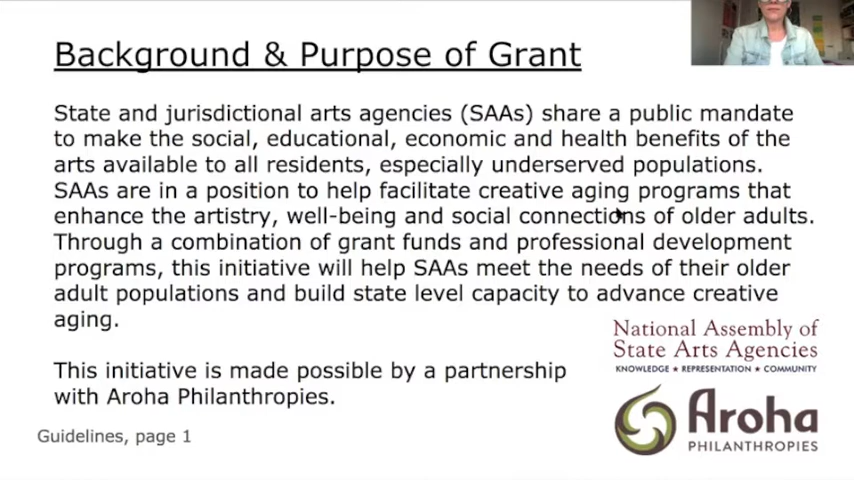 Background & Purpose of Grant
State and jurisdictional arts agencies (SAAs) share a public mandate
to make the social, educational, economic and health benefits of the
arts available to all residents, especially underserved populations.
SAAs are in a position to help facilitate creative aging programs that
enhance the artistry, well-being and social connections of older adults.
Through a combination of grant funds and professional development
programs, this initiative will help SAAs meet the needs of their older
adult populations and build state level capacity to advance creative
aging.
National Assembly of
State Arts Agencies
KNOWLEDGE ★ REPRESENTATION ★ COMMUNITY
This initiative is made possible by a partnership
with Aroha Philanthropies.
Aroha
PHILANTHROPIES
Guidelines, page 1